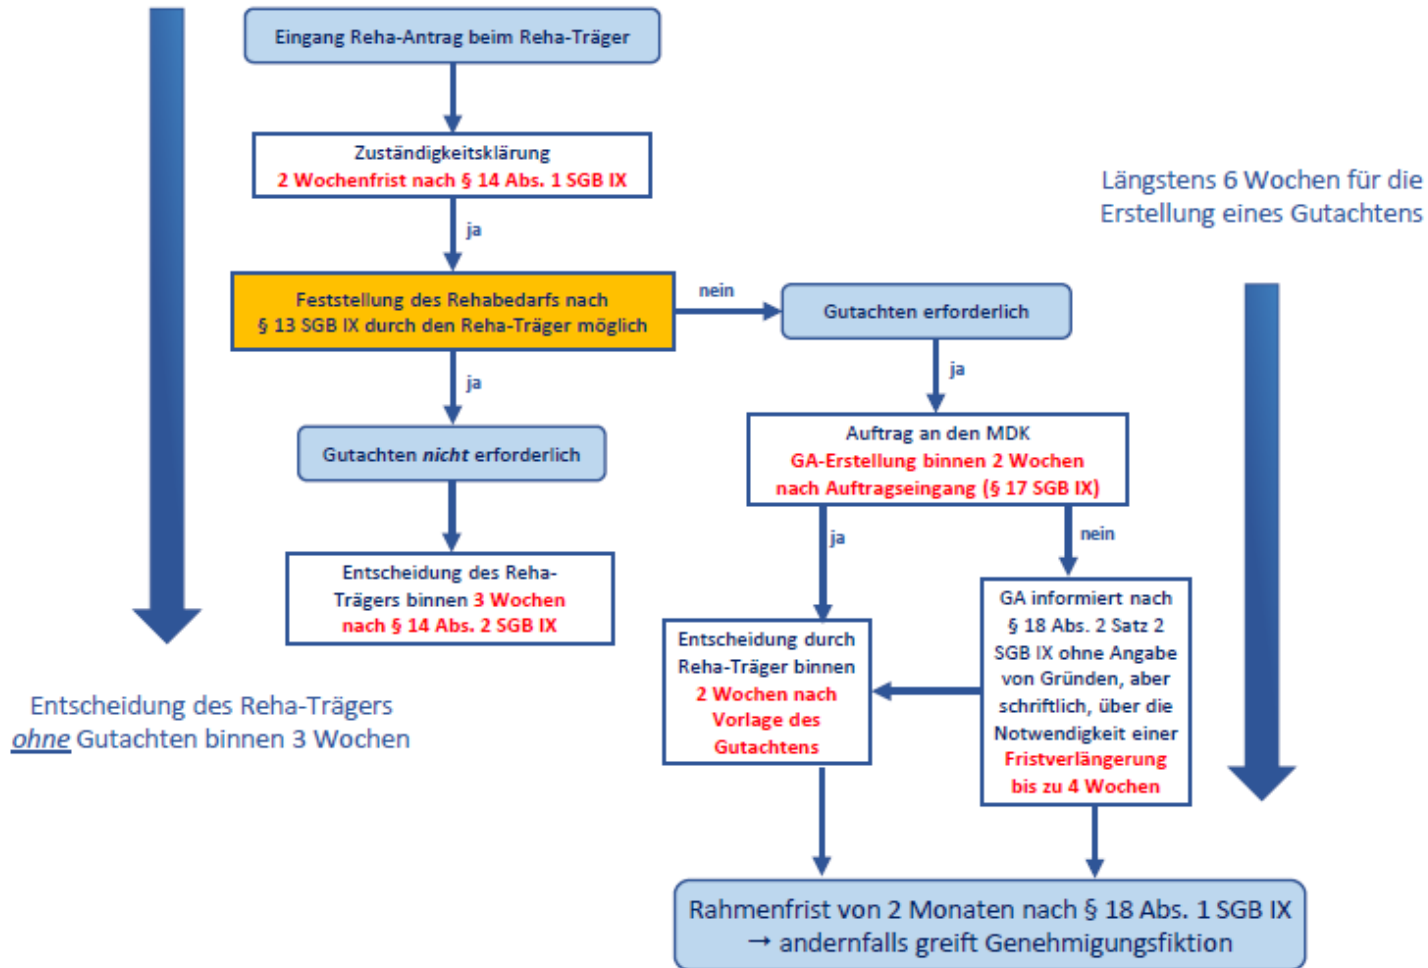 Eingang Reha-Antrag beim Reha-Träger
Zuständigkeitsklärung
2 Wochenfrist nach § 14 Abs. 1 SGB IX
ja
Feststellung des Rehabedarfs nach
§ 13 SGB IX durch den Reha-Träger möglich
nein
Gutachten erforderlich
ja
Gutachten nicht erforderlich
Entscheidung des Reha-
Trägers binnen 3 Wochen
nach § 14 Abs. 2 SGB IX
Entscheidung des Reha-Trägers
ohne Gutachten binnen 3 Wochen
Längstens 6 Wochen für die
Erstellung eines Gutachtens
ja
Auftrag an den MDK
GA-Erstellung binnen 2 Wochen
nach Auftragseingang (§ 17 SGB IX)
ja
nein
Entscheidung durch
Reha-Träger binnen
2 Wochen nach
Vorlage des
Gutachtens
GA informiert nach
§ 18 Abs. 2 Satz 2
SGB IX ohne Angabe
von Gründen, aber
schriftlich, über die
Notwendigkeit einer
Fristverlängerung
bis zu 4 Wochen
Rahmenfrist von 2 Monaten nach § 18 Abs. 1 SGB IX
→ andernfalls greift Genehmigungsfiktion